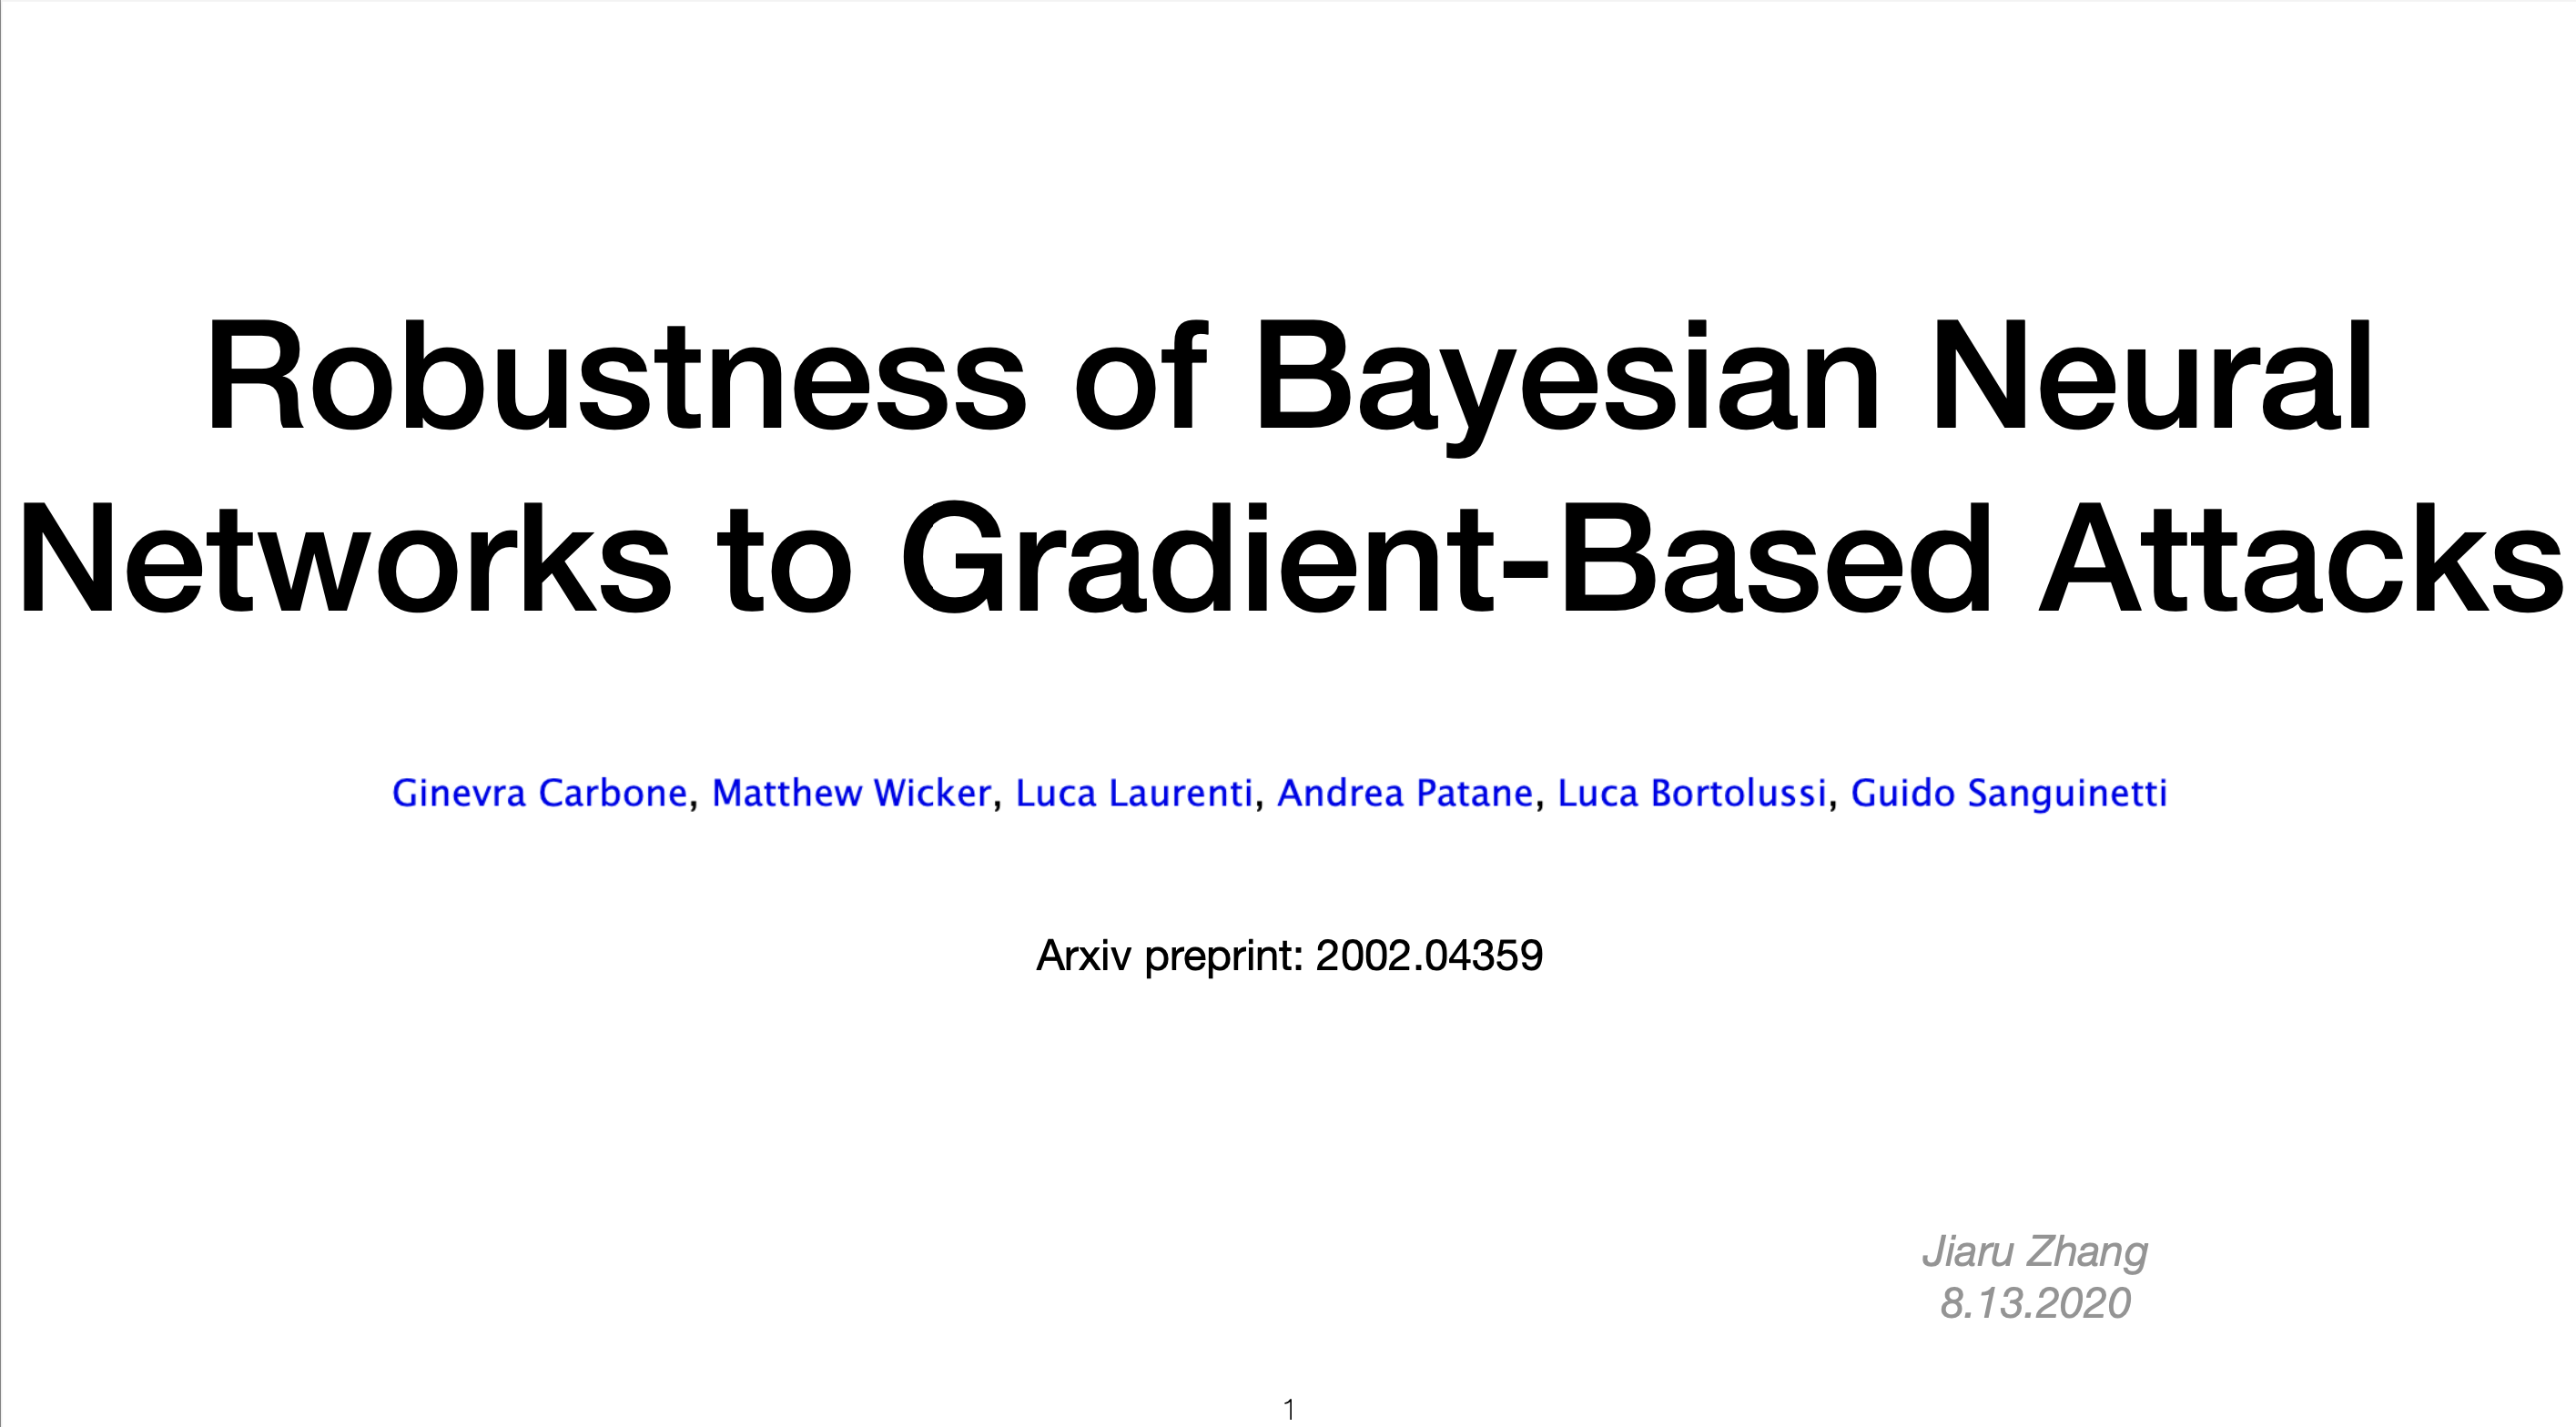 Robustness of Bayesian Neural
Networks to Gradient-Based Attacks
Ginevra Carbone, Matthew Wicker, Luca Laurenti, Andrea Patane, Luca Bortolussi, Guido Sanguinetti
Arxiv preprint: 2002.04359
Jiaru Zhang
8.13.2020
1